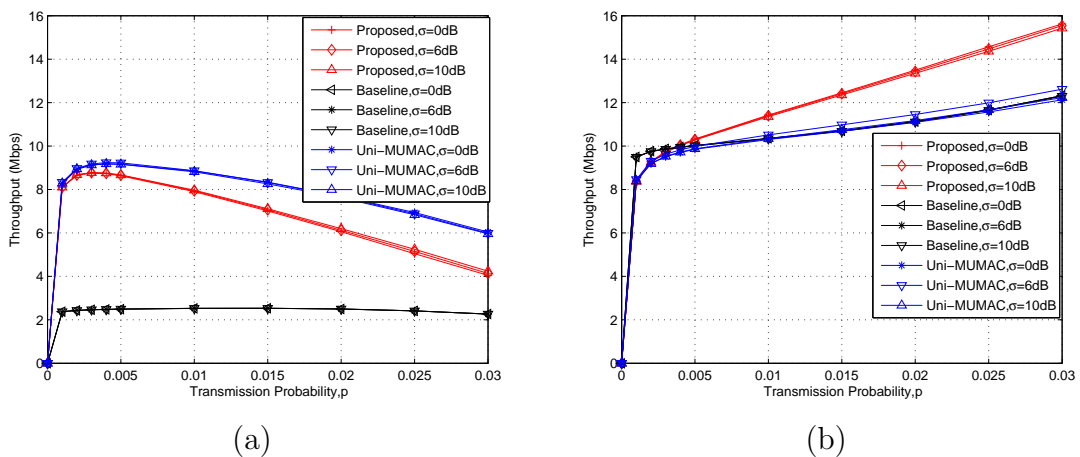 16
14
12
10
8
6
4
2
0
Throughput (Mbps)
0 0.005 0.01 0.015 0.02 0.025 0.03
Transmission Probability,p
Proposed,σ=0dB
Proposed,σ=6dB
Proposed,σ=10dB
Baseline,σ=0dB
Baseline,σ=6dB
Baseline,σ=10dB
Uni−MUMAC,σ=0dB
Uni−MUMAC,σ=6dB
Uni−MUMAC,σ=10dB
(a)
16
14
12
10
8
6
4
2
0
Throughput (Mbps)
0 0.005 0.01 0.015 0.02 0.025 0.03
Transmission Probability,p
Proposed,σ=0dB
Proposed,σ=6dB
Proposed,σ=10dB
Baseline,σ=0dB
Baseline,σ=6dB
Baseline,σ=10dB
Uni−MUMAC,σ=0dB
Uni−MUMAC,σ=6dB
Uni−MUMAC,σ=10dB
(b)